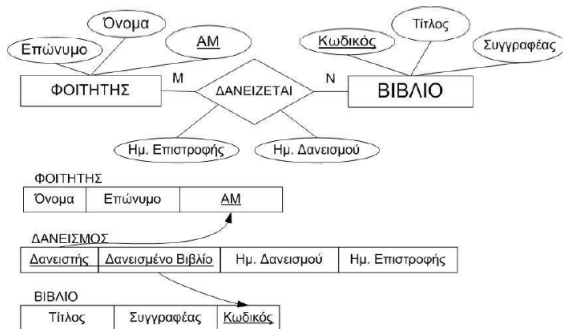 Επώνυμο Όνομα ΑΜ Κωδικός Τίτλος Συγγραφέας
ΦΟΙΤΗΤΗΣ Μ ΔΑΝΕΙΖΕΤΑΙ Ν ΒΙΒΛΙΟ
Ημ. Επιστροφής Ημ. Δανεισμού
ΦΟΙΤΗΤΗΣ
Όνομα Επώνυμο ΑΜ
ΔΑΝΕΙΣΜΟΣ
Δανειστής Δανεισμένο Βιβλίο Ημ. Δανεισμού Ημ. Επιστροφής
ΒΙΒΛΙΟ
Τίτλος Συγγραφέας Κωδικός